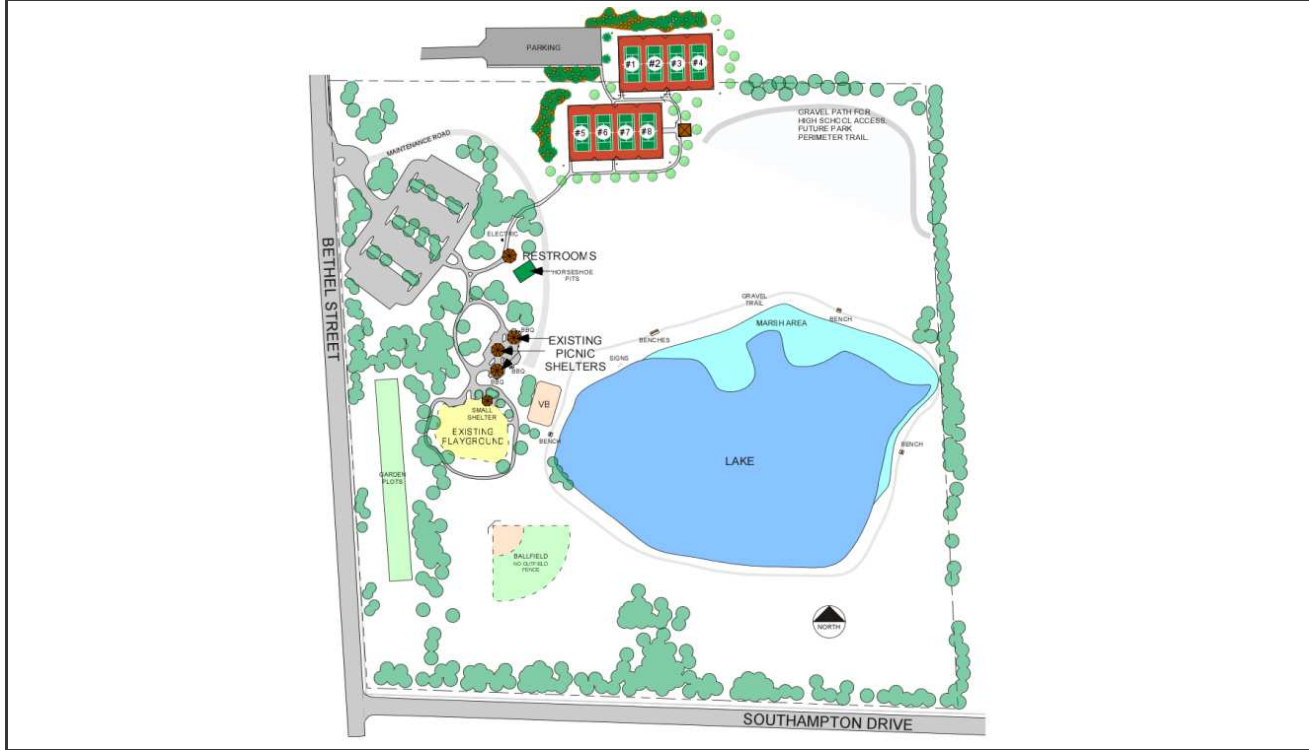 PARKING
#1
#2
#3
#4
#5
#6
#7
#8
GRAVEL PATH FOR
HIGH SCHOOL ACCESS.
FUTURE PARK
PERIMETER TRAIL.
MAINTENANCE ROAD
BETHEL STREET
ELECTRIC
RESTROOMS
HORSESHOE
PITS
GRAVEL
TRAIL
BENCH
MARSH AREA
BENCHES
SIGNS
BBQ
EXISTING
PICNIC
SHELTERS
BBQ
BBQ
VB
SMALL
SHELTER
EXISTING
PLAYGROUND
BENCH
BENCH
LAKE
GARDEN
PLOTS
BALLFIELD
NO OUTFIELD
FENCE
NORTH
SOUTHAMPTON DRIVE